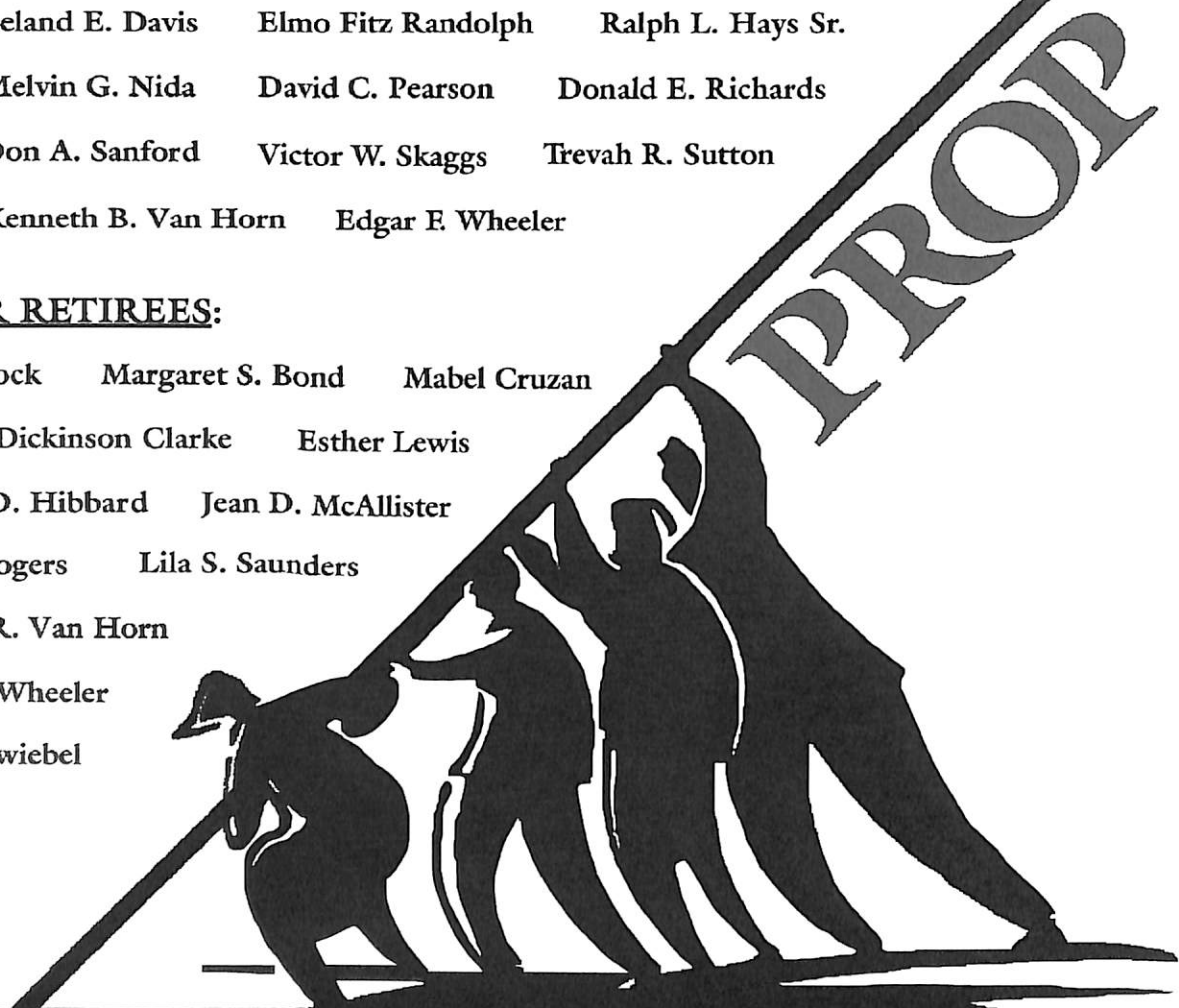 eland E. Davis Elmo Fitz Randolph Ralph L. Hays Sr.
Melvin G. Nida David C. Pearson Donald E. Richards
on A. Sanford Victor W. Skaggs Trevah R. Sutton
Kenneth B. Van Horn Edgar F. Wheeler
R RETIREES:
ock Margaret S. Bond Mabel Cruzan
Dickinson Clarke Esther Lewis
D. Hibbard Jean D. McAllister
ogers Lila S. Saunders
R. Van Horn
Wheeler
wiebel
PROP